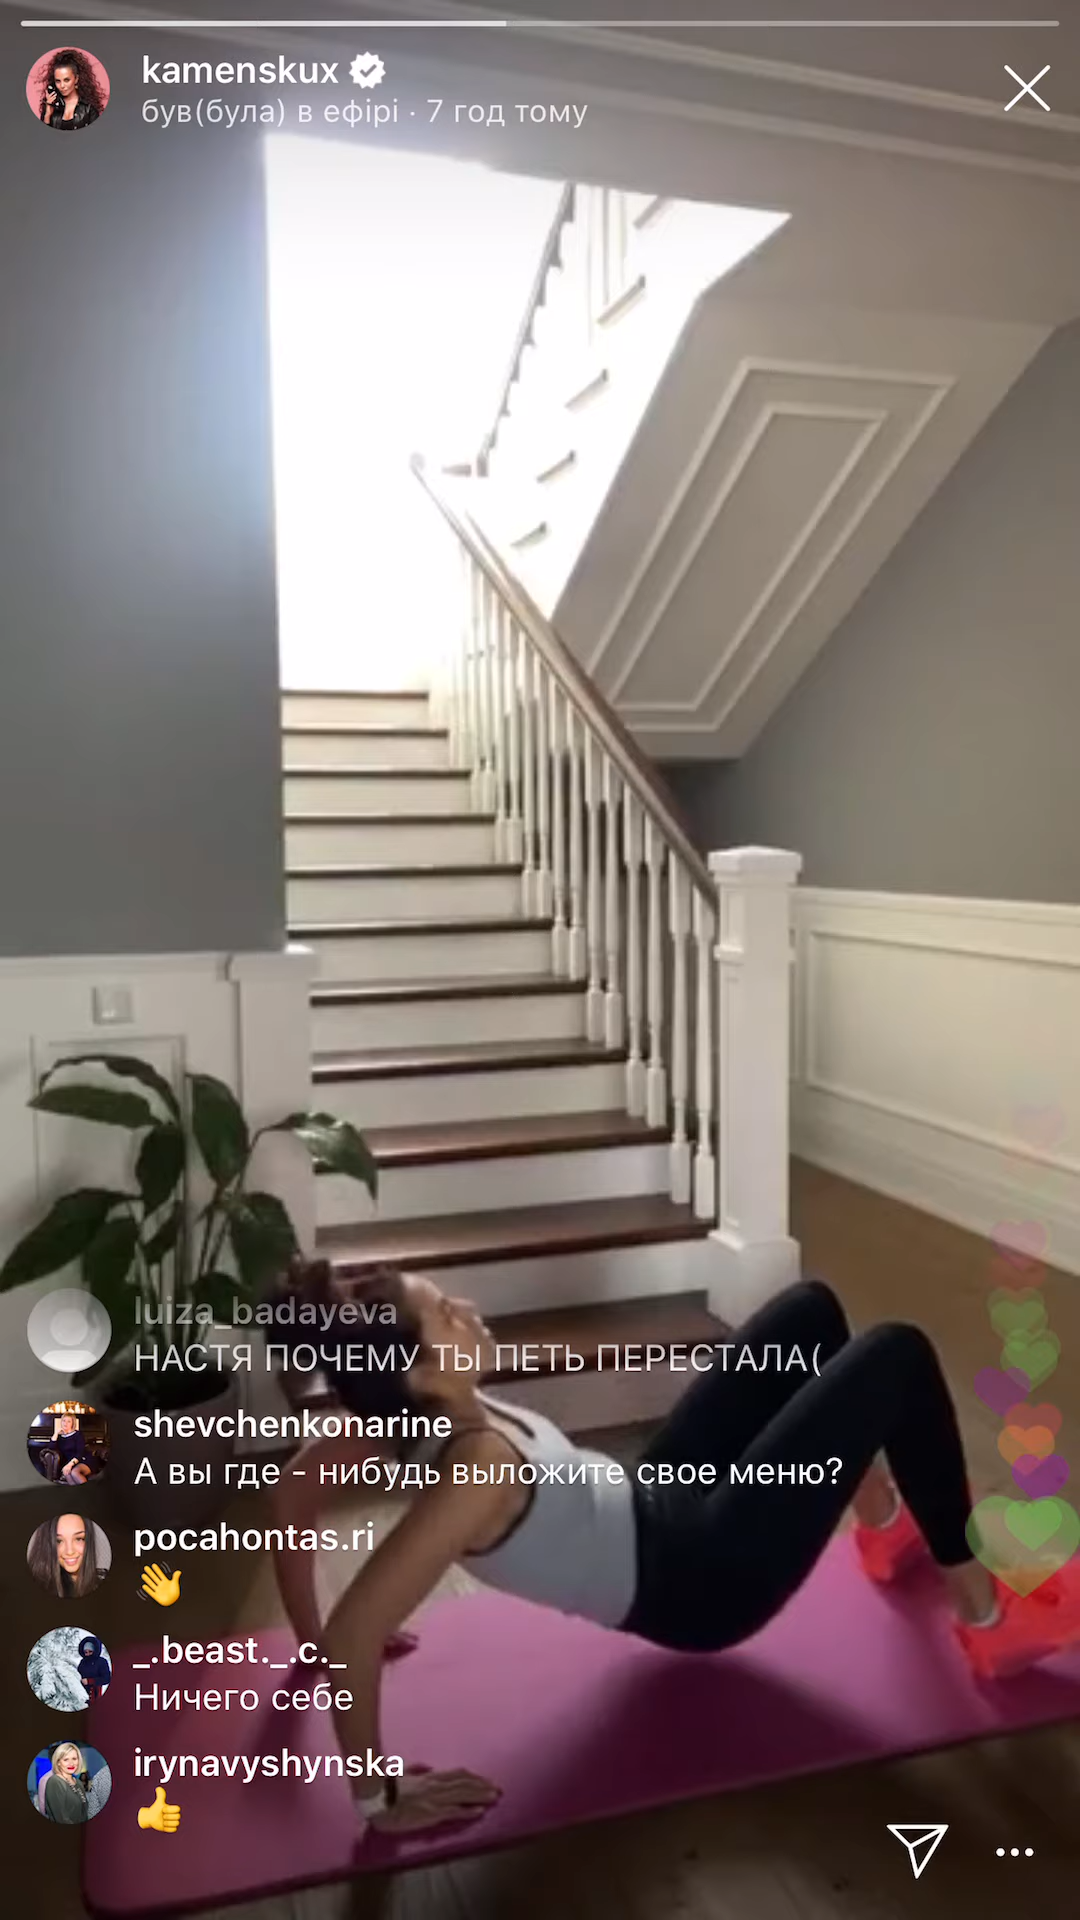 kamenskux
був(була) в ефірі · 7 год тому
luiza_badayeva
НАСТЯ ПОЧЕМУ ТЫ ПЕТЬ ПЕРЕСТАЛА(
shevchenkonarine
А вы где - нибудь выложите свое меню?
pocahontas.ri
👋
_.beast._.c._
Ничего себе
irynavyshynska
👍